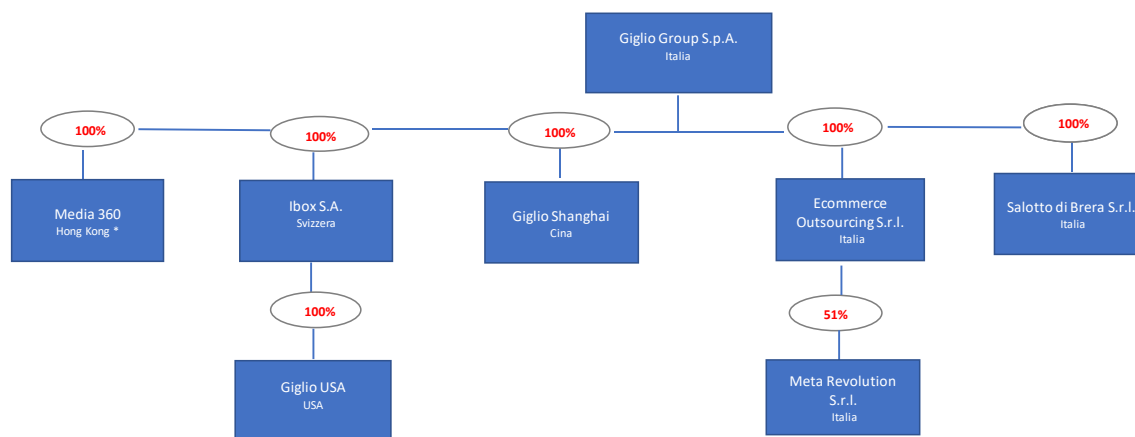 Giglio Group S.p.A.
Italia
100%
100%
100%
100%
100%
Media 360
Hong Kong *
Ibox S.A.
Svizzera
Giglio Shanghai
Cina
Ecommerce
Outsourcing S.r.l.
Italia
Salotto di Brera S.r.l.
Italia
100%
51%
Giglio USA
USA
Meta Revolution
S.r.l.
Italia